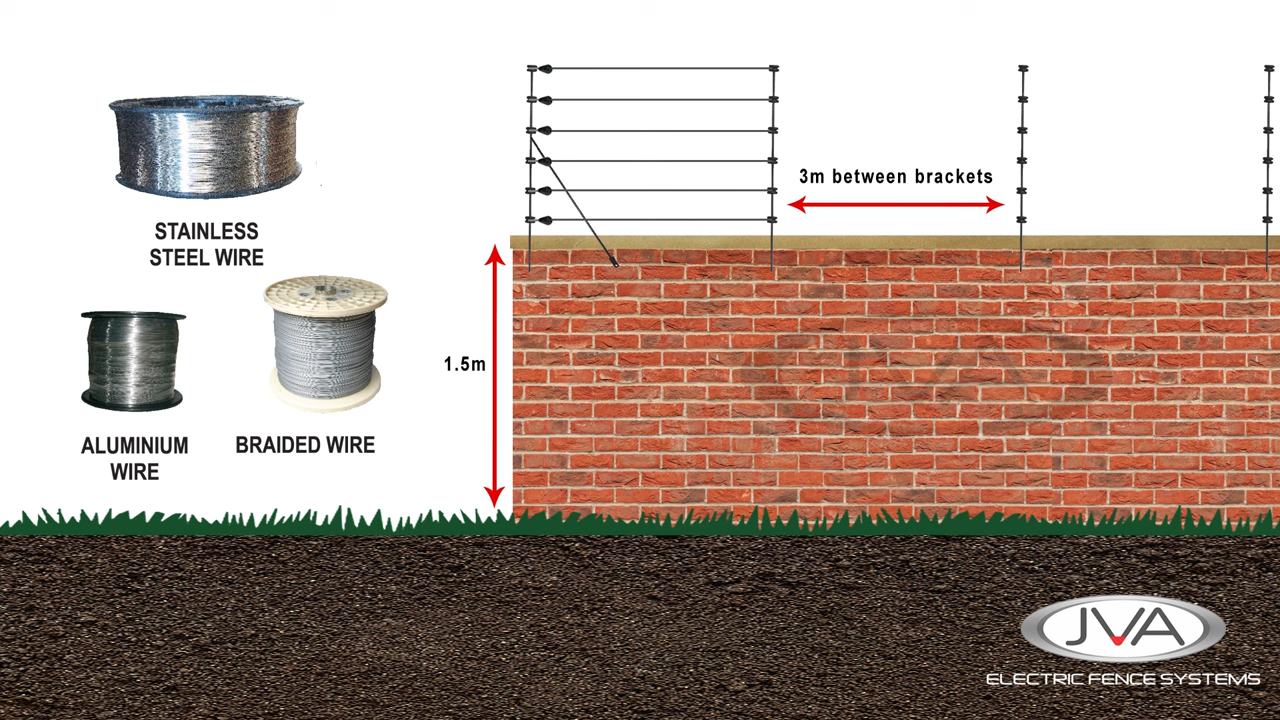 STAINLESS
STEEL WIRE
ALUMINIUM
WIRE
BRAIDED WIRE
3m between brackets
1.5m
JVA
ELECTRIC FENCE SYSTEMS